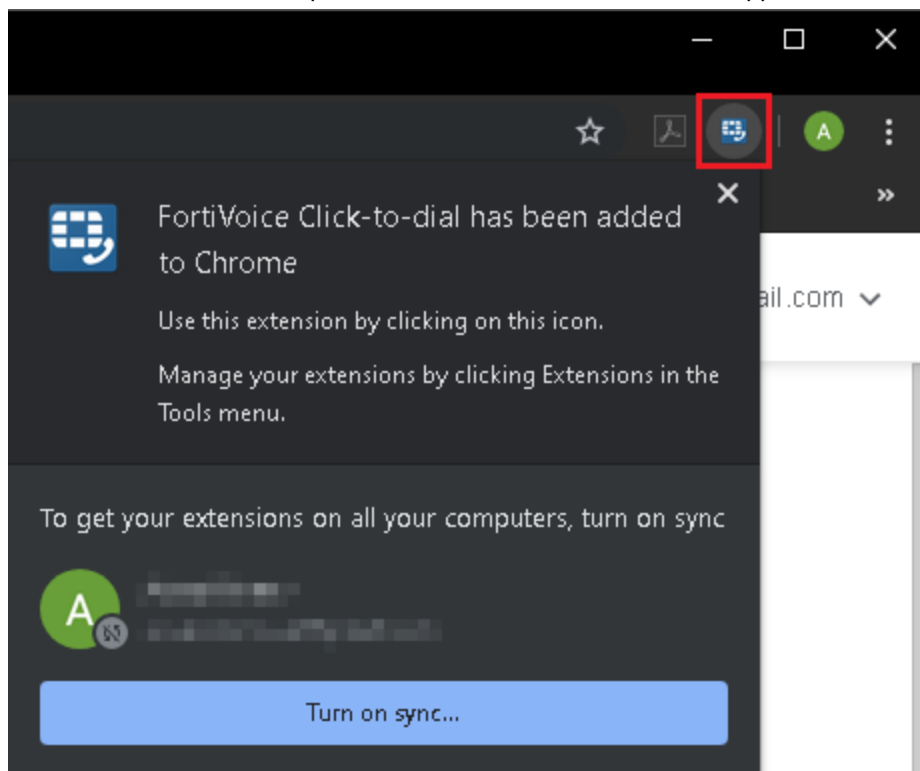 A
FortiVoice Click-to-dial has been added
to Chrome
ail.com
Use this extension by clicking on this icon.
Manage your extensions by clicking Extensions in the
Tools menu.
To get your extensions on all your computers, turn on sync
A
Turn on sync...